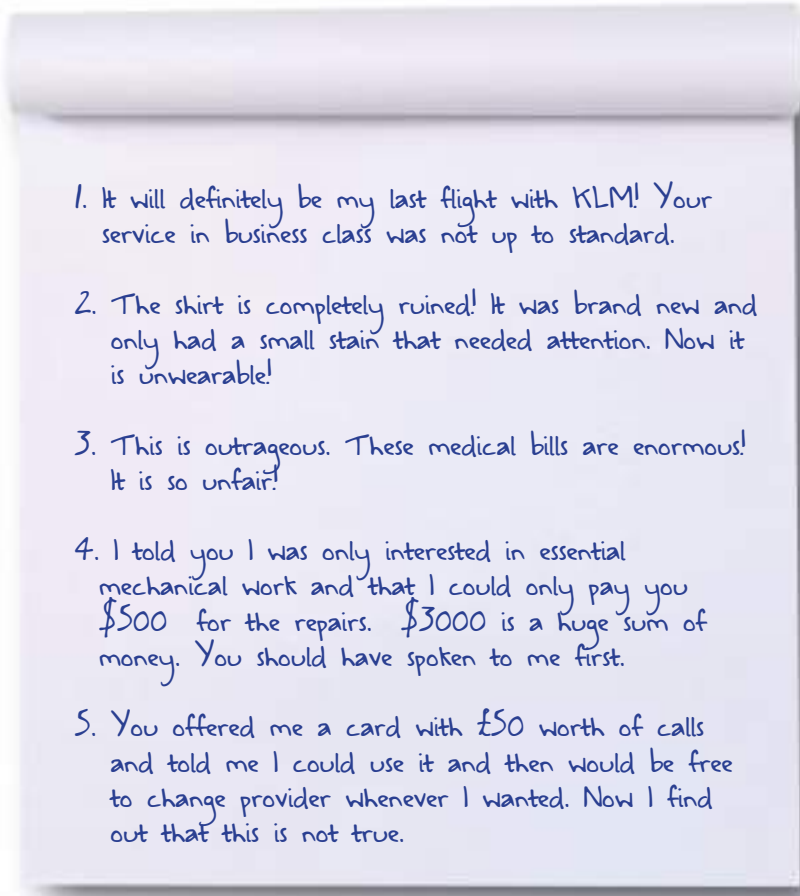 1. It will definitely be my last flight with KLM! Your
service in business class was not up to standard.
2. The shirt is completely ruined! It was brand new and
only had a small stain that needed attention. Now it
is unwearable!
3. This is outrageous. These medical bills are enormous!
It is so unfair!
4. I told you I was only interested in essential
mechanical work and that I could only pay you
$500 for the repairs. $3000 is a huge sum of
money. You should have spoken to me first.
5. You offered me a card with £50 worth of calls
and told me I could use it and then would be free
to change provider whenever I wanted. Now I find
out that this is not true.